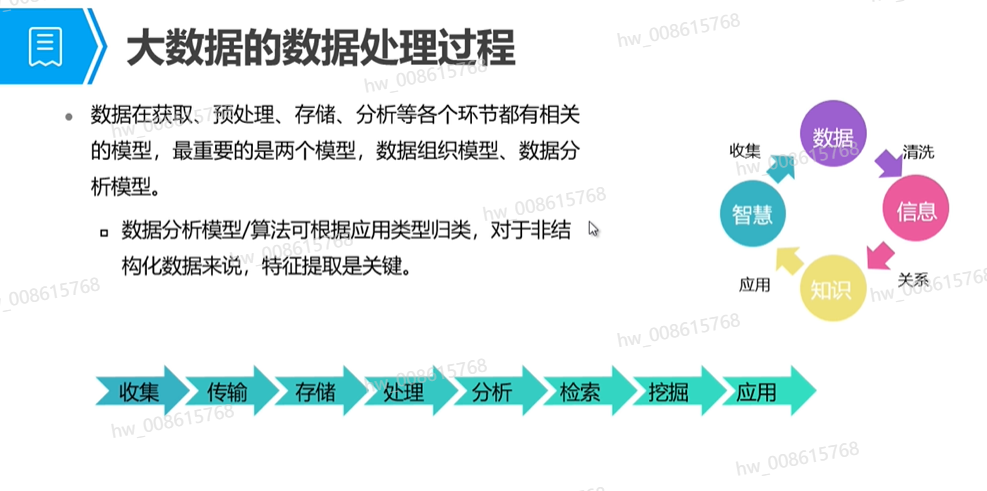 大数据的数据处理过程
数据在获取、预处理、存储、分析等各个环节都有相关
的模型，最重要的是两个模型，数据组织模型、数据分
析模型。
数据分析模型/算法可根据应用类型归类，对于非结
构化数据来说，特征提取是关键。
数据
收集
清洗
智慧
信息
应用
知识
关系
收集
传输
存储
处理
分析
检索
挖掘
应用
hw_008615768
hw_008615768
hw_008615768
hw_008615768
hw_008615768
hw_008615768
hw_008615768
hw_008615768
hw_008615768
hw_008615768